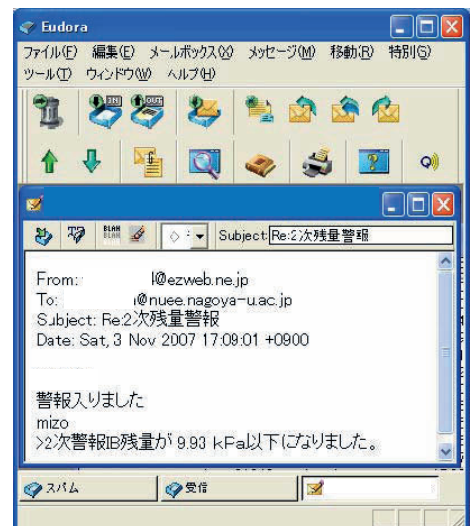 Eudora
ファイル(F) 編集(E) メールボックス(X) メッセージ(M) 移動(R) 特別(S)
ツール(T) ウィンドウ(W) ヘルプ(H)
IN OUT
BLAH
BLAH
Subject: Re:2次残量警報
From: l@ezweb.ne.jp
To: @nuee.nagoya-u.ac.jp
Subject: Re:2次残量警報
Date: Sat, 3 Nov 2007 17:09:01 +0900
警報入りました
mizo
>2次警報IB残量が 9.93 kPa以下になりました。
スパム 受信